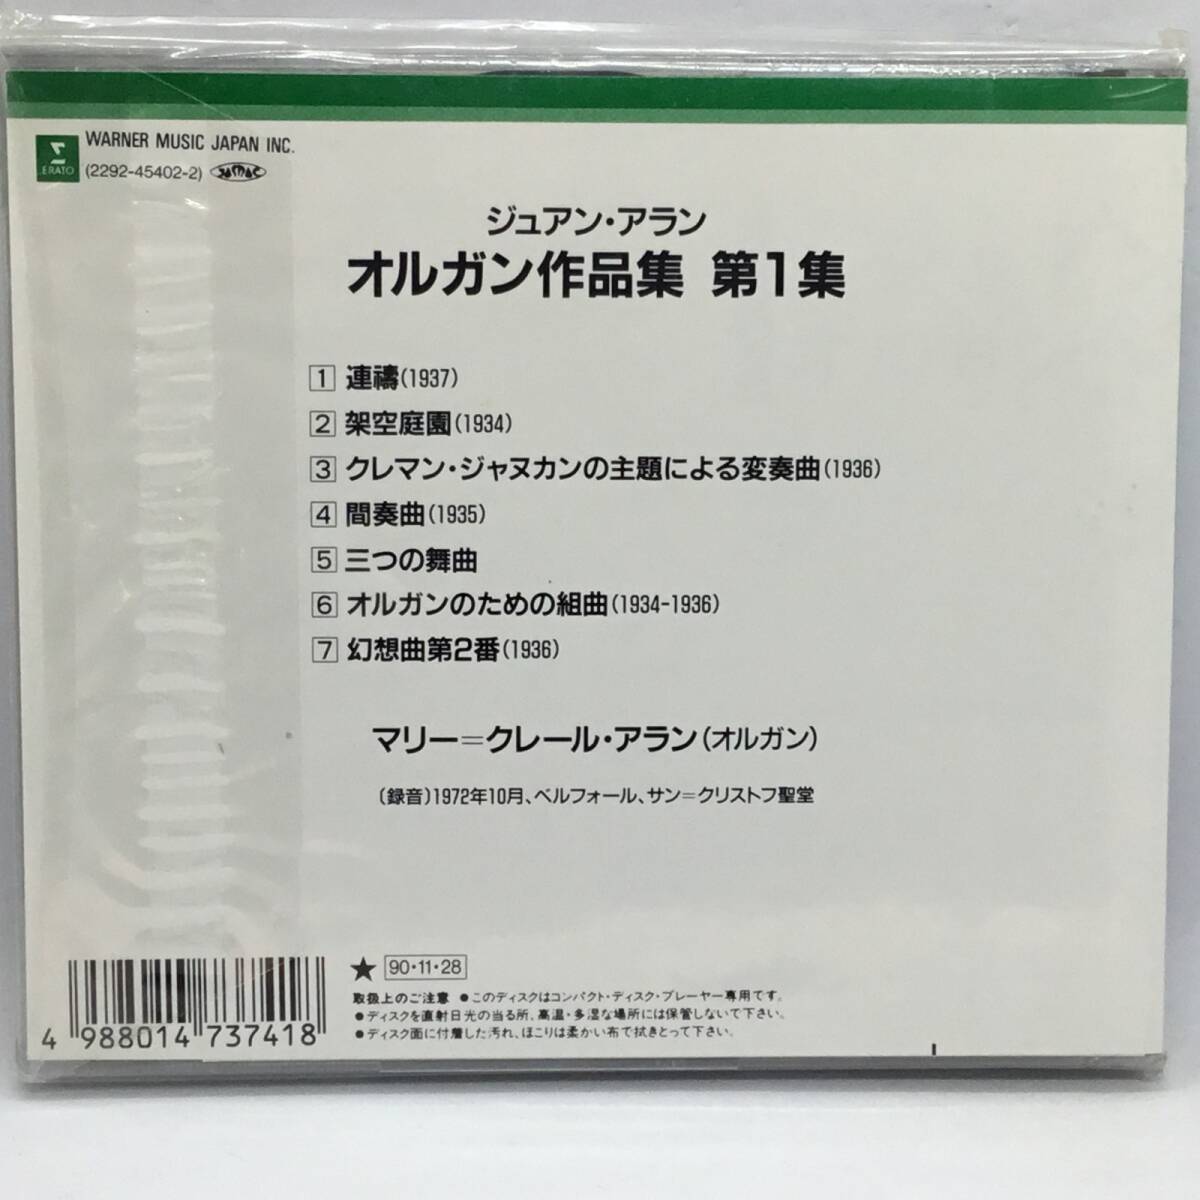 WARNER MUSIC JAPAN INC.
ERATO
(2292-45402-2)
ジュアン・アラン
オルガン作品集 第1集
1 連禱(1937)
2 架空庭園(1934)
3 クレマン・ジャヌカンの主題による変奏曲(1936)
4 間奏曲(1935)
5 三つの舞曲
6 オルガンのための組曲(1934-1936)
7 幻想曲第2番(1936)
マリー=クレール・アラン(オルガン)
(録音)1972年10月、ベルフォール、サン=クリストフ聖堂
★ 90・11・28
取扱上のご注意 ●このディスクはコンパクト・ディスク・プレーヤー専用です。
●ディスクを直射日光の当る所、高温・多湿な場所には保管しないで下さい。
●ディスク面に付着した汚れ、ほこりは柔かい布で拭きとって下さい。
4 988014 737418